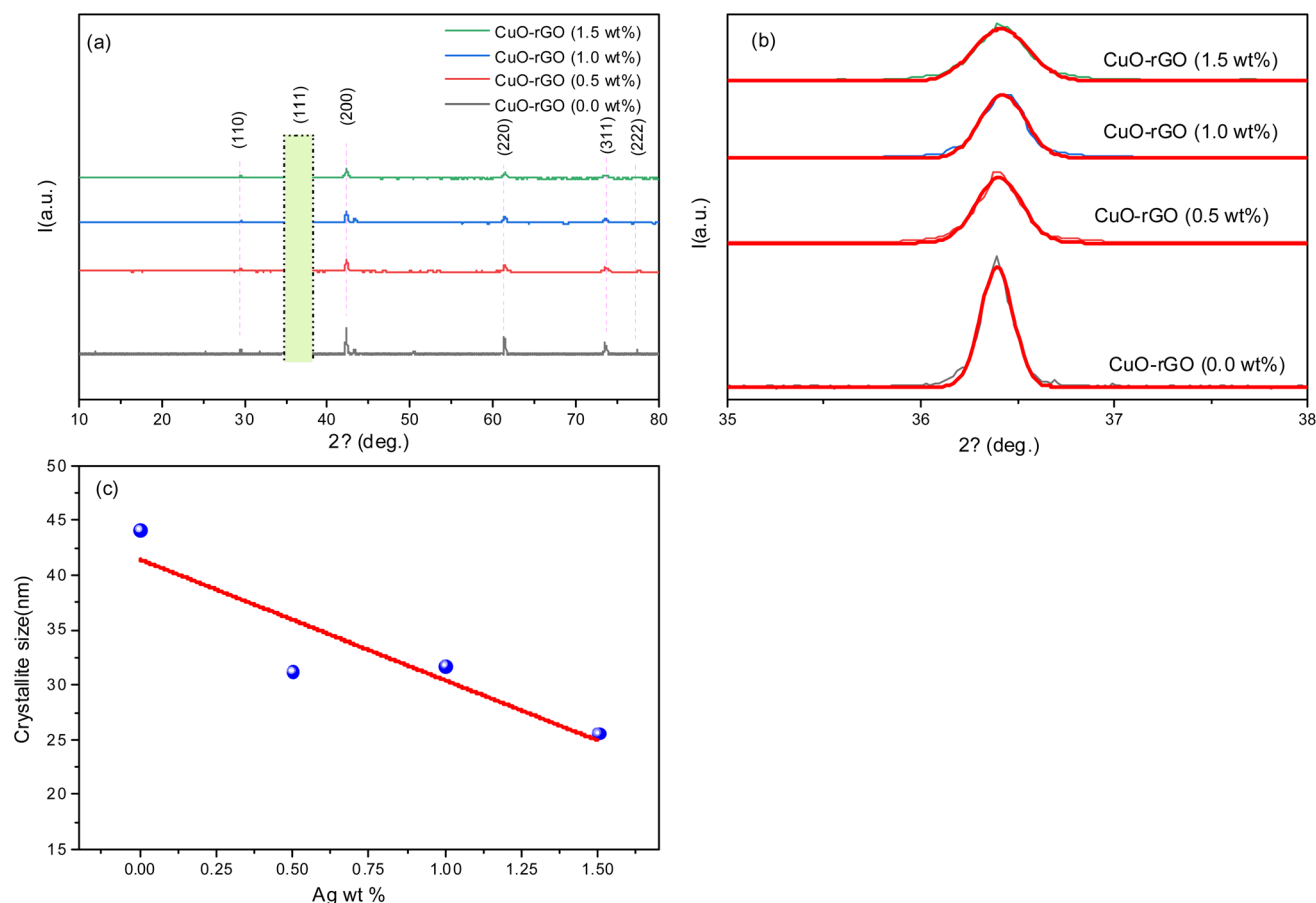 (a)
CuO-rGO (1.5 wt%)
CuO-rGO (1.0 wt%)
CuO-rGO (0.5 wt%)
CuO-rGO (0.0 wt%)
(110)
(111)
(200)
(220)
(311)
(222)
I(a.u.)
10 20 30 40 50 60 70 80
2? (deg.)
(b)
CuO-rGO (1.5 wt%)
CuO-rGO (1.0 wt%)
CuO-rGO (0.5 wt%)
CuO-rGO (0.0 wt%)
I(a.u.)
35 36 37 38
2? (deg.)
(c)
Crystallite size(nm)
50
45
40
35
30
25
20
15
0.00 0.25 0.50 0.75 1.00 1.25 1.50
Ag wt %